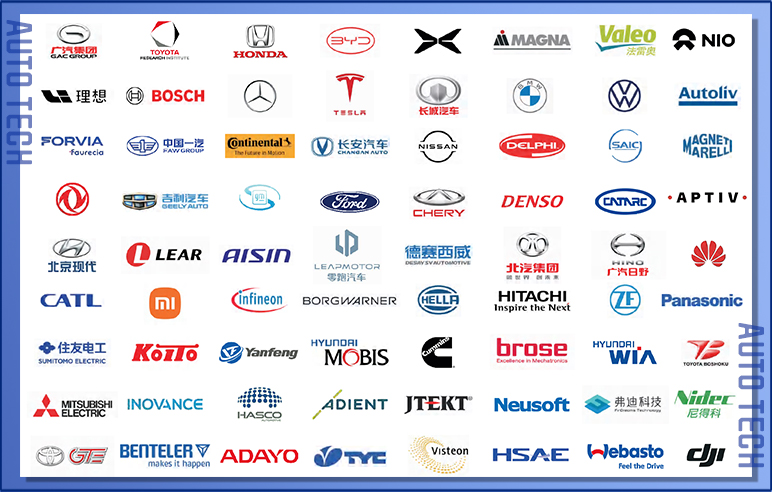 AUTO TECH
广汽集团
GAC GROUP
TOYOTA
RESEARCH INSTITUTE
HONDA
BYD
MAGNA
Valeo
法雷奥
NIO
理想
BOSCH
TESLA
长城汽车
BMW
Autoliv
FORVIA
faurecia
中国一汽
FAW GROUP
Continental
The Future in Motion
长安汽车
CHANGAN AUTO
NISSAN
DELPHI
SAIC
MAGNETI
MARELLI
吉利汽车
GEELY AUTO
gm
Ford
CHERY
DENSO
CATARC
• APTIV •
北京现代
LEAR
AISIN
LEAPMOTOR
零跑汽车
德赛西威
DESAY SV AUTOMOTIVE
北汽集团
HINO
广汽日野
CATL
mi
infineon
BORGWARNER
HELLA
HITACHI
Inspire the Next
ZF
Panasonic
住友电工
SUMITOMO ELECTRIC
KOITO
Yanfeng
HYUNDAI
MOBIS
Cummins
brose
Excellence in Mechatronics
HYUNDAI
WIA
TOYOTA BOSHOKU
MITSUBISHI
ELECTRIC
INOVANCE
HASCO
ADIENT
JTEKT
Neusoft
弗迪科技
Nidec
尼得科
GTE
BENTELER
makes it happen
ADAYO
TYC
Visteon
HSAE
Webasto
Feel the Drive
dji
AUTO TECH